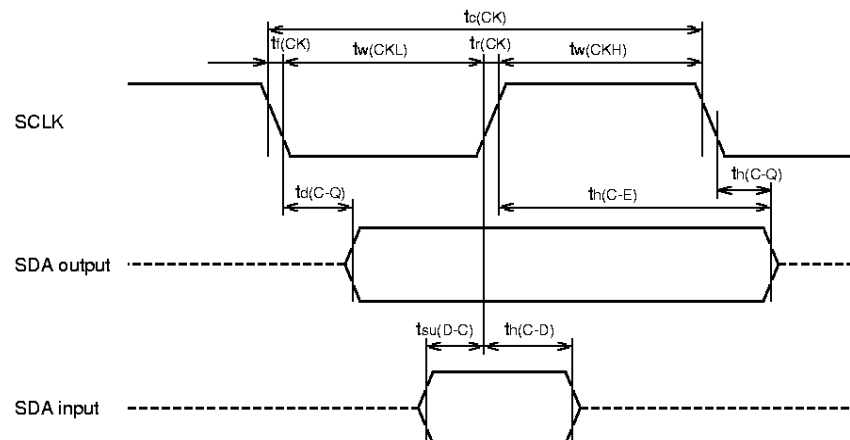 tc(CK)
tf(CK) tw(CKL) tr(CK) tw(CKH)
SCLK
th(C-Q)
td(C-Q) th(C-E)
SDA output
tsu(D-C) th(C-D)
SDA input